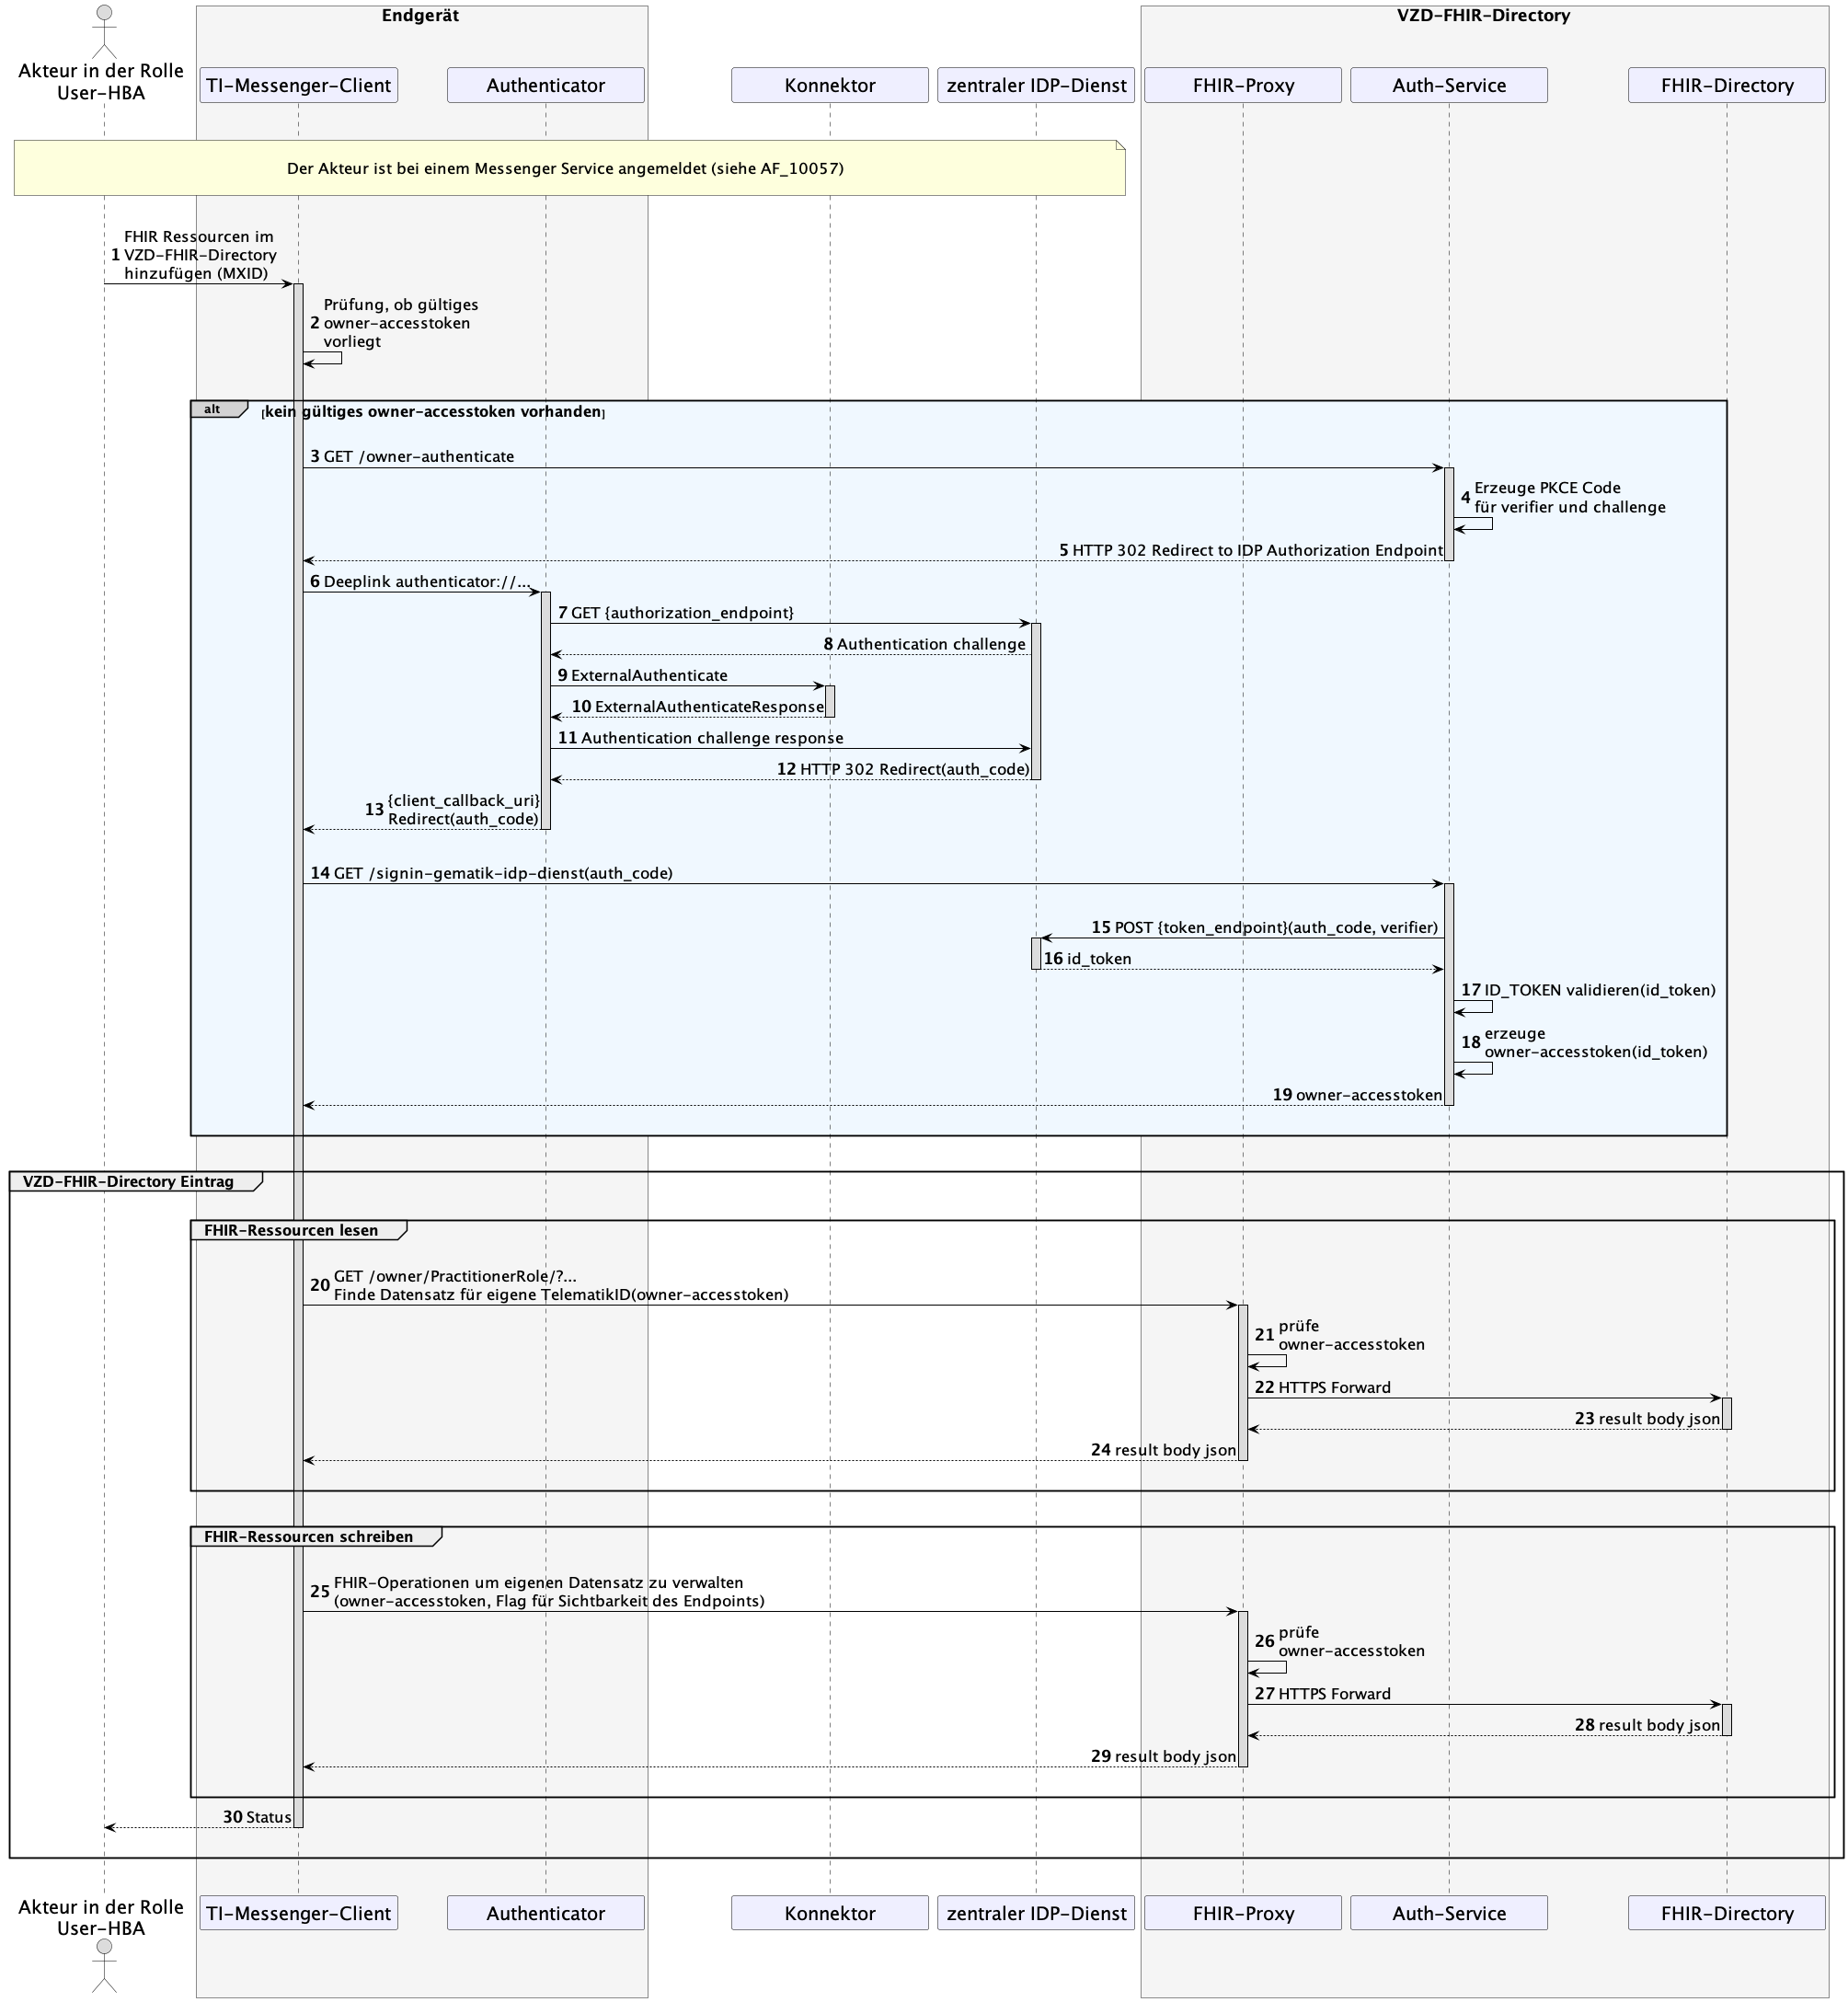 Endgerät
VZD-FHIR-Directory
Akteur in der Rolle
User-HBA
TI-Messenger-Client
Authenticator
Konnektor
zentraler IDP-Dienst
FHIR-Proxy
Auth-Service
FHIR-Directory
Der Akteur ist bei einem Messenger Service angemeldet (siehe AF_10057)
FHIR Ressourcen im
1 VZD-FHIR-Directory
hinzufügen (MXID)
Prüfung, ob gültiges
2 owner-accesstoken
vorliegt
alt [kein gültiges owner-accesstoken vorhanden]
3 GET /owner-authenticate
4 Erzeuge PKCE Code
für verifier und challenge
5 HTTP 302 Redirect to IDP Authorization Endpoint
6 Deeplink authenticator://...
7 GET {authorization_endpoint}
8 Authentication challenge
9 ExternalAuthenticate
10 ExternalAuthenticateResponse
11 Authentication challenge response
12 HTTP 302 Redirect(auth_code)
13 {client_callback_uri}
Redirect(auth_code)
14 GET /signin-gematik-idp-dienst(auth_code)
15 POST {token_endpoint}(auth_code, verifier)
16 id_token
17 ID_TOKEN validieren(id_token)
18 erzeuge
owner-accesstoken(id_token)
19 owner-accesstoken
VZD-FHIR-Directory Eintrag
FHIR-Ressourcen lesen
20 GET /owner/PractitionerRole/?...
Finde Datensatz für eigene TelematikID(owner-accesstoken)
21 prüfe
owner-accesstoken
22 HTTPS Forward
23 result body json
24 result body json
FHIR-Ressourcen schreiben
25 FHIR-Operationen um eigenen Datensatz zu verwalten
(owner-accesstoken, Flag für Sichtbarkeit des Endpoints)
26 prüfe
owner-accesstoken
27 HTTPS Forward
28 result body json
29 result body json
30 Status
Akteur in der Rolle
User-HBA
TI-Messenger-Client
Authenticator
Konnektor
zentraler IDP-Dienst
FHIR-Proxy
Auth-Service
FHIR-Directory